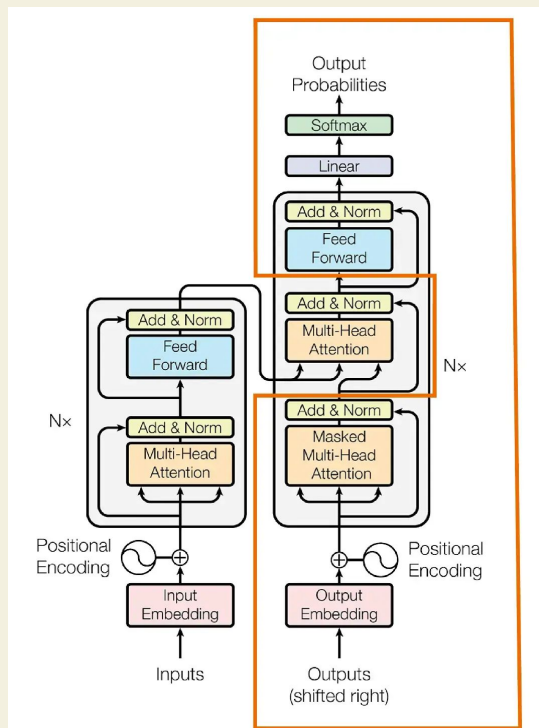 Output
Probabilities
Softmax
Linear
Add & Norm
Feed
Forward
Add & Norm
Multi-Head
Attention
Add & Norm
Masked
Multi-Head
Attention
Nx
Positional
Encoding
Output
Embedding
Outputs
(shifted right)
Add & Norm
Feed
Forward
Add & Norm
Multi-Head
Attention
Nx
Positional
Encoding
Input
Embedding
Inputs